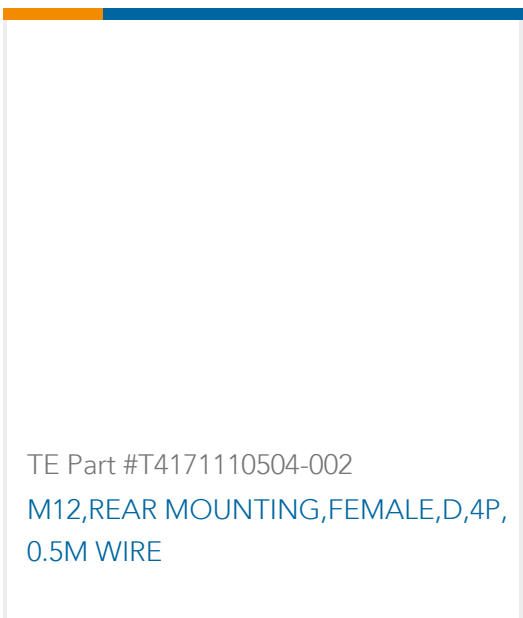 TE Part #T4171110504-002
M12,REAR MOUNTING,FEMALE,D,4P,
0.5M WIRE